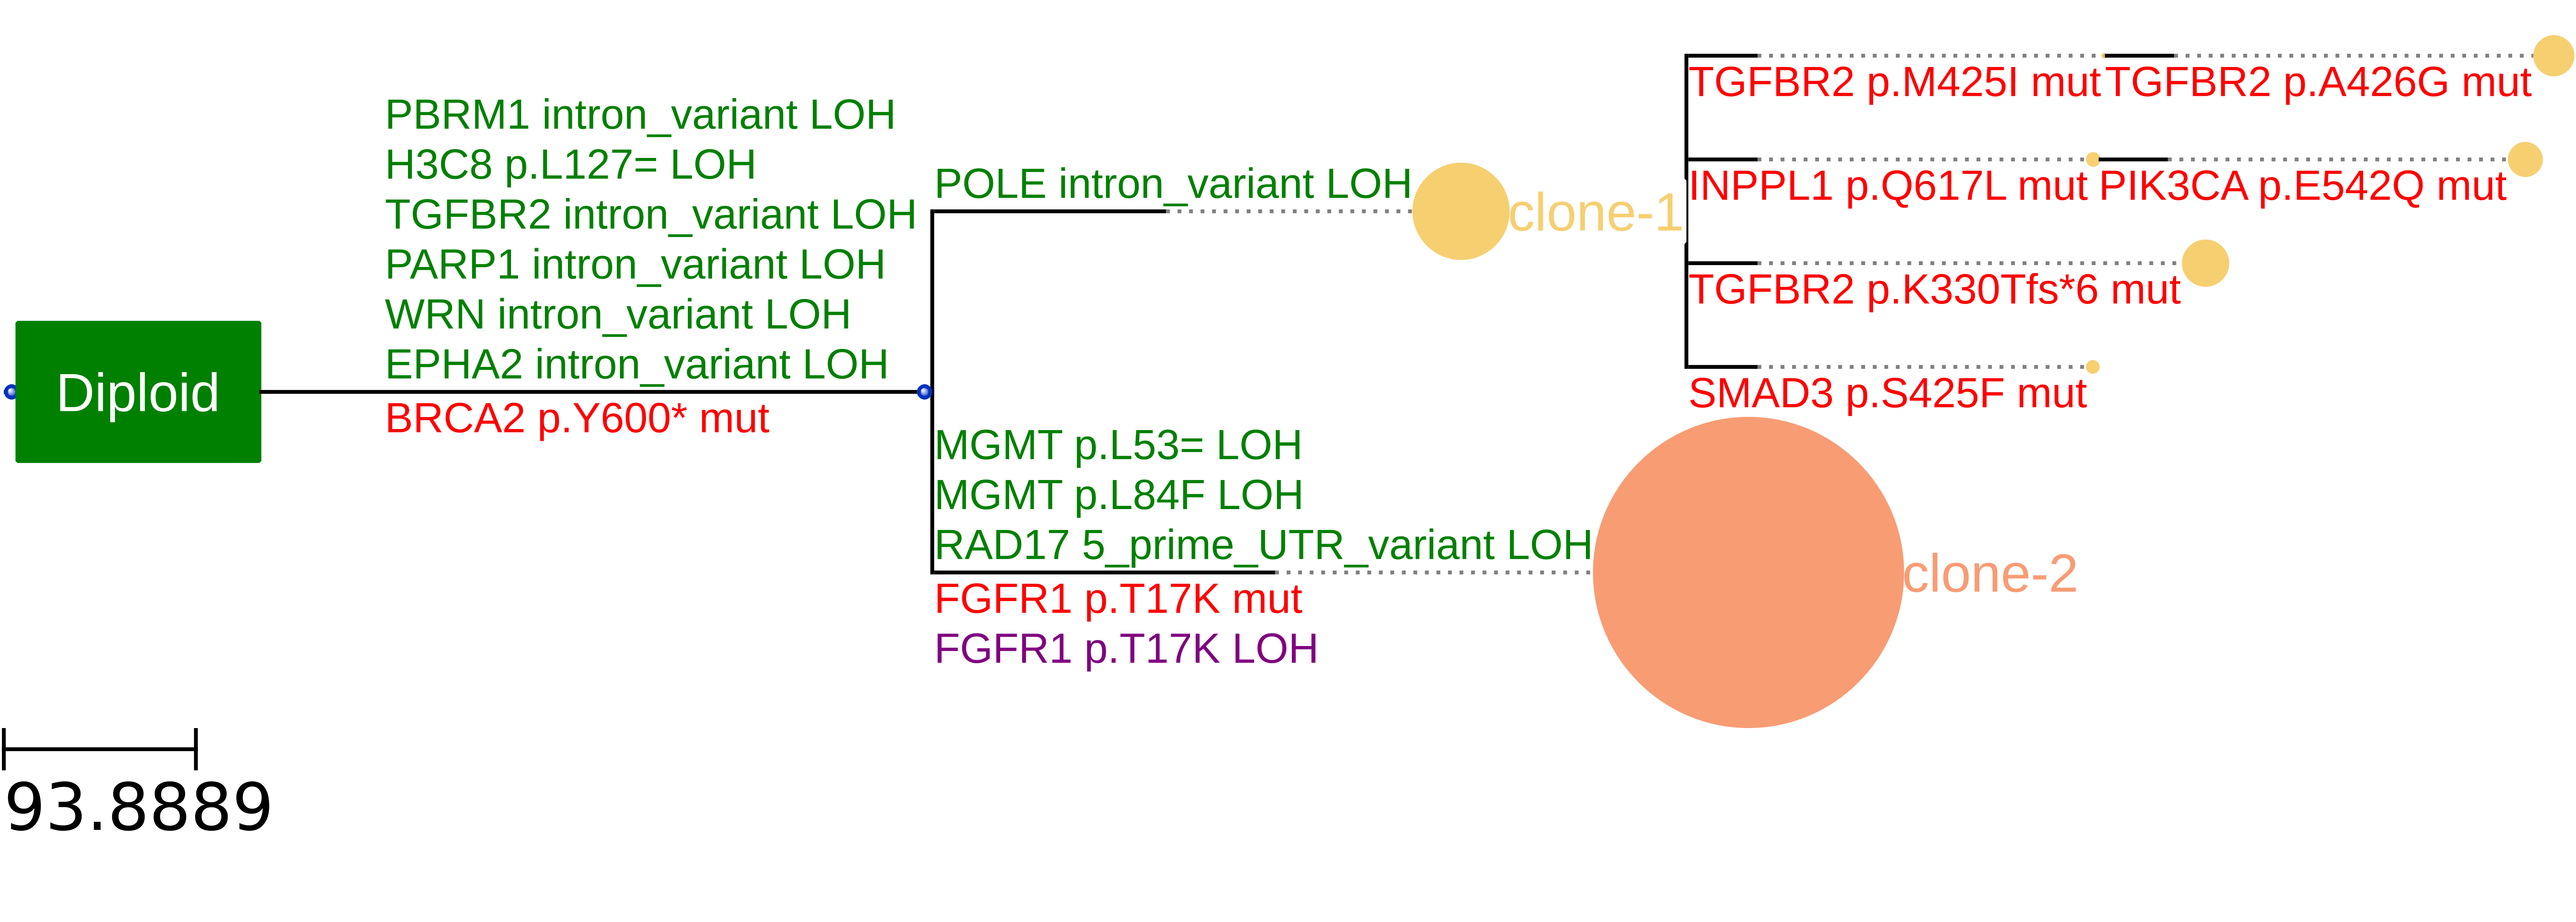 Diploid
PBRM1 intron_variant LOH
H3C8 p.L127= LOH
TGFBR2 intron_variant LOH
PARP1 intron_variant LOH
WRN intron_variant LOH
EPHA2 intron_variant LOH
BRCA2 p.Y600* mut
POLE intron_variant LOH
clone-1
TGFBR2 p.M425I mut
TGFBR2 p.A426G mut
INPPL1 p.Q617L mut
PIK3CA p.E542Q mut
TGFBR2 p.K330Tfs*6 mut
SMAD3 p.S425F mut
MGMT p.L53= LOH
MGMT p.L84F LOH
RAD17 5_prime_UTR_variant LOH
FGFR1 p.T17K mut
FGFR1 p.T17K LOH
clone-2
93.8889